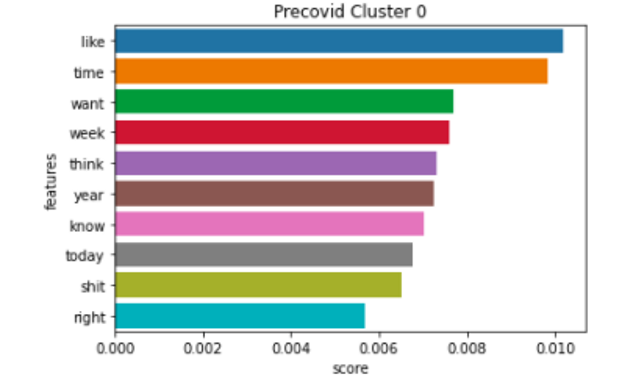 Precovid Cluster 0
like
time
want
week
think
year
know
today
shit
right
features
0.000 0.002 0.004 0.006 0.008 0.010
score